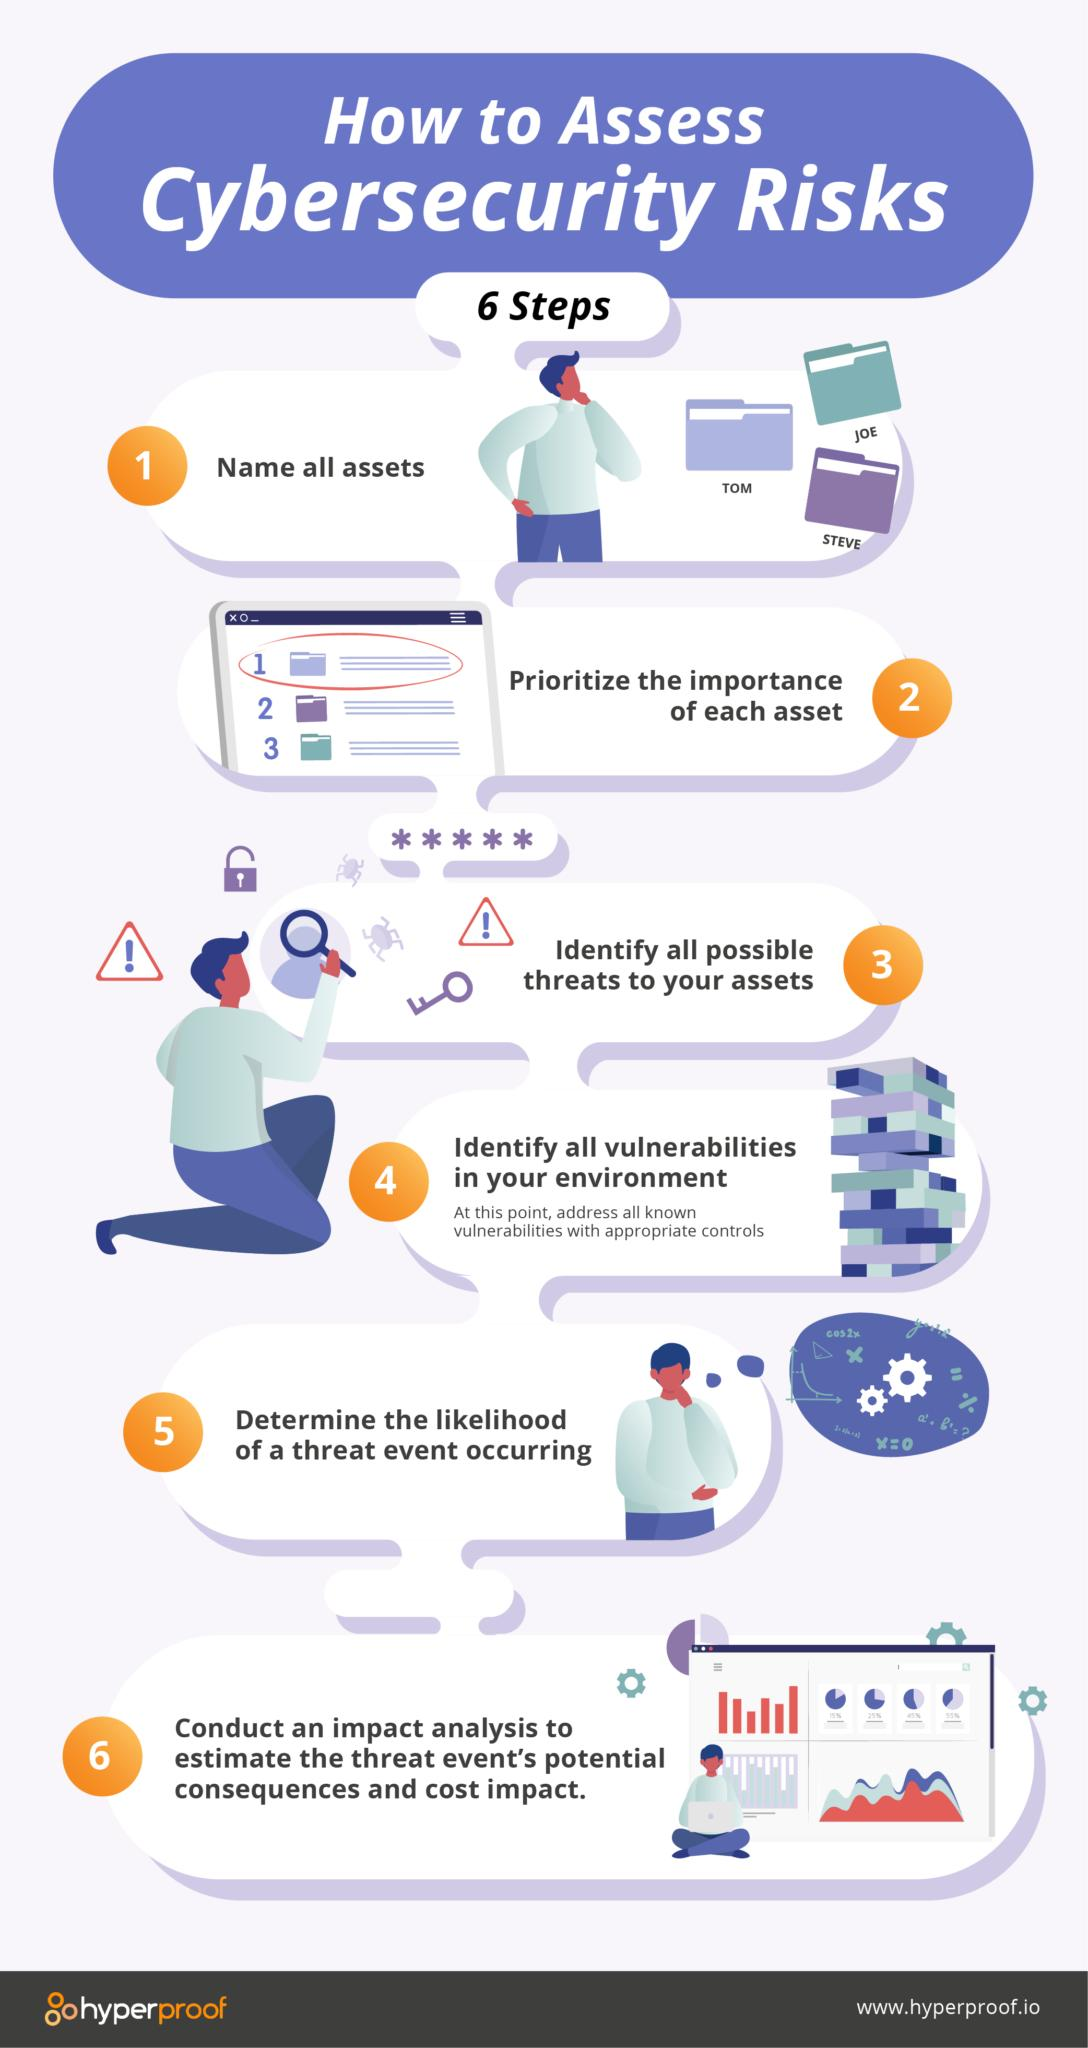 How to Assess
Cybersecurity Risks
6 Steps
1
Name all assets
TOM
JOE
STEVE
1
2
3
Prioritize the importance
of each asset
2
*****
Identify all possible
threats to your assets
3
4
Identify all vulnerabilities
in your environment
At this point, address all known
vulnerabilities with appropriate controls
5
Determine the likelihood
of a threat event occurring
cos2x
x=0
6
Conduct an impact analysis to
estimate the threat event's potential
consequences and cost impact.
15% 25% 45% 55%
hyperproof
www.hyperproof.io